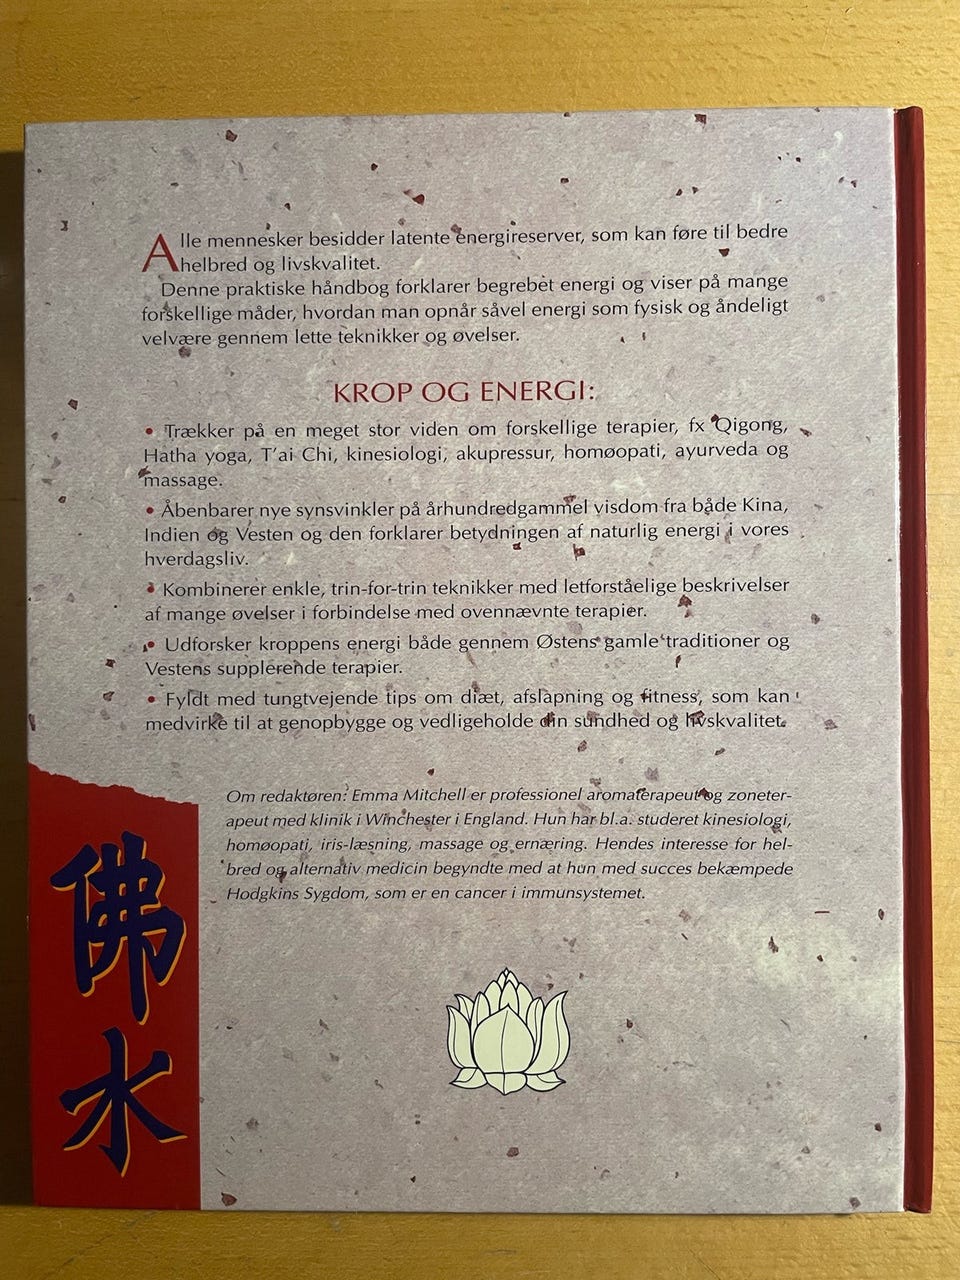 Alle mennesker besidder latente energireserver, som kan føre til bedre
helbred og livskvalitet.
Denne praktiske håndbog forklarer begrebet energi og viser på mange
forskellige måder, hvordan man opnår såvel energi som fysisk og åndeligt
velvære gennem lette teknikker og øvelser.
KROP OG ENERGI:
• Trækker på en meget stor viden om forskellige terapier, fx Qigong,
Hatha yoga, T'ai Chi, kinesiologi, akupressur, homøopati, ayurveda og
massage.
• Åbenbarer nye synsvinkler på århundredgammel visdom fra både Kina,
Indien og Vesten og den forklarer betydningen af naturlig energi i vores
hverdagsliv.
• Kombinerer enkle, trin-for-trin teknikker med letforståelige beskrivelser
af mange øvelser i forbindelse med ovennævnte terapier.
• Udforsker kroppens energi både gennem Østens gamle traditioner og
Vestens supplerende terapier.
• Fyldt med tungtvejende tips om diæt, afslapning og fitness, som kan
medvirke til at genopbygge og vedligeholde din sundhed og livskvalitet.
Om redaktøren: Emma Mitchell er professionel aromaterapeut og zoneter-
apeut med klinik i Winchester i England. Hun har bl.a. studeret kinesiologi,
homøopati, iris-læsning, massage og ernæring. Hendes interesse for hel-
bred og alternativ medicin begyndte med at hun med succes bekæmpede
Hodgkins Sygdom, som er en cancer i immunsystemet.
佛
水